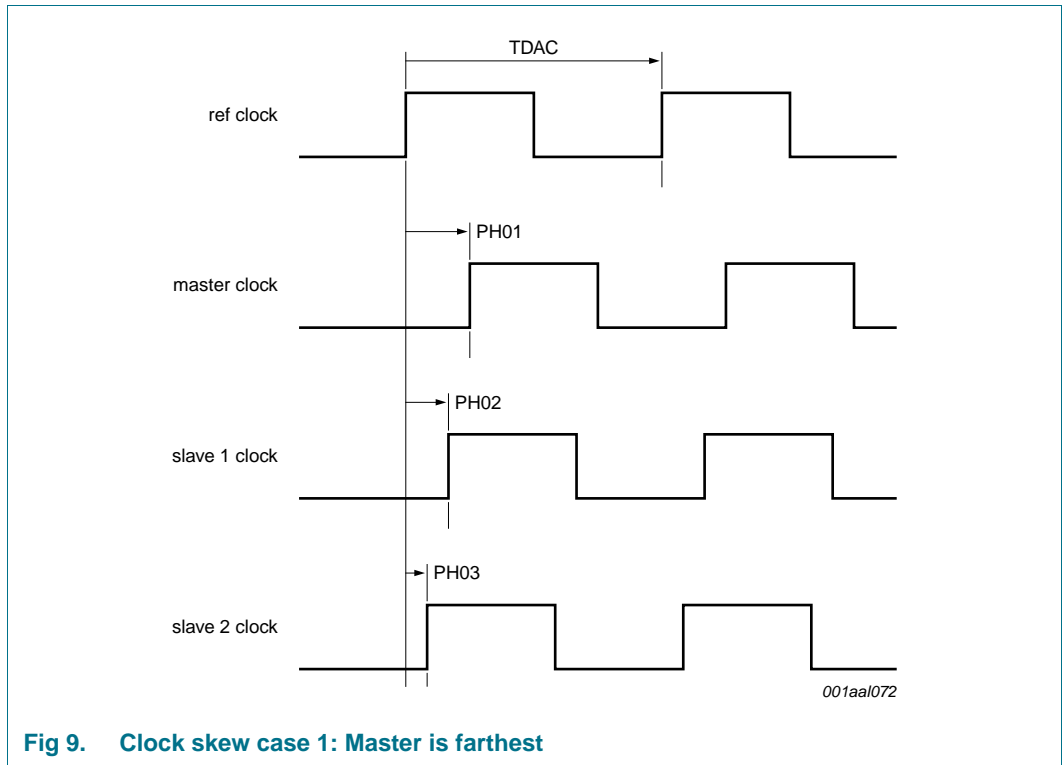 TDAC
ref clock
PH01
master clock
PH02
slave 1 clock
PH03
slave 2 clock
001aal072
Fig 9. Clock skew case 1: Master is farthest